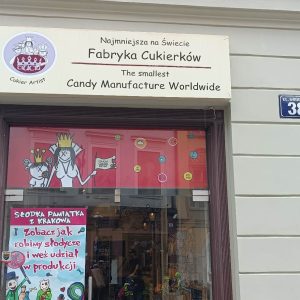 Najmniejsza na Świecie
Fabryka Cukierków
The smallest
Candy Manufacture Worldwide
Cukier Artist
38
SŁODKA PAMIĄTKA
Z KRAKOWA
Zobacz jak
robimy słodycze
i weź udział
w produkcji